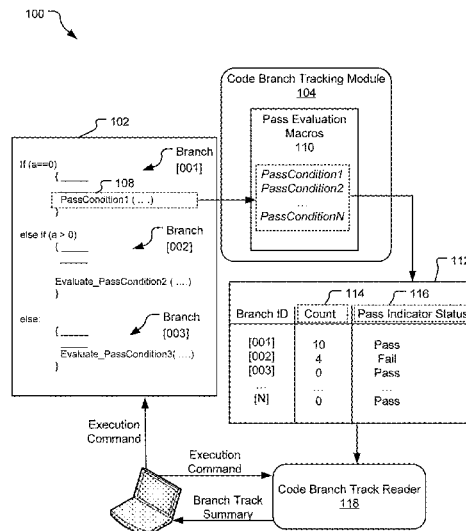 100
Code Branch Tracking Module
104
Pass Evaluation
Macros
110
PassCondition1
PassCondition2
...
PassConditionN
102
If (a==0)
{
Branch
[001]
108
PassCondition1 (....)
}
else if (a > 0)
{
Branch
[002]
Evaluate_PassCondition2 (....)
}
else:
{
Branch
[003]
Evaluate_PassCondition3(....)
}
112
114
116
Branch ID Count Pass Indicator Status
[001] 10 Pass
[002] 4 Fail
[003] 0 Pass
... ... ...
[N] 0 Pass
Execution
Command
Execution
Command
Branch Track
Summary
Code Branch Track Reader
118